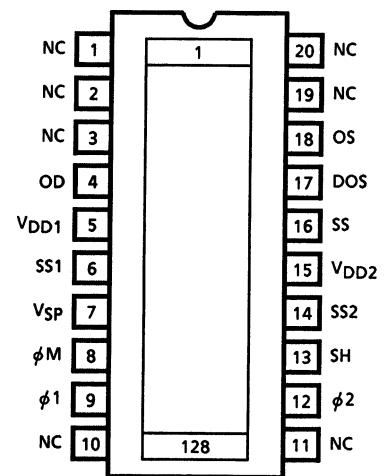 NC 1 1 20 NC
NC 2 19 NC
NC 3 18 OS
OD 4 17 DOS
VDD1 5 16 SS
SS1 6 15 VDD2
VSP 7 14 SS2
ϕM 8 13 SH
ϕ1 9 12 ϕ2
NC 10 128 11 NC